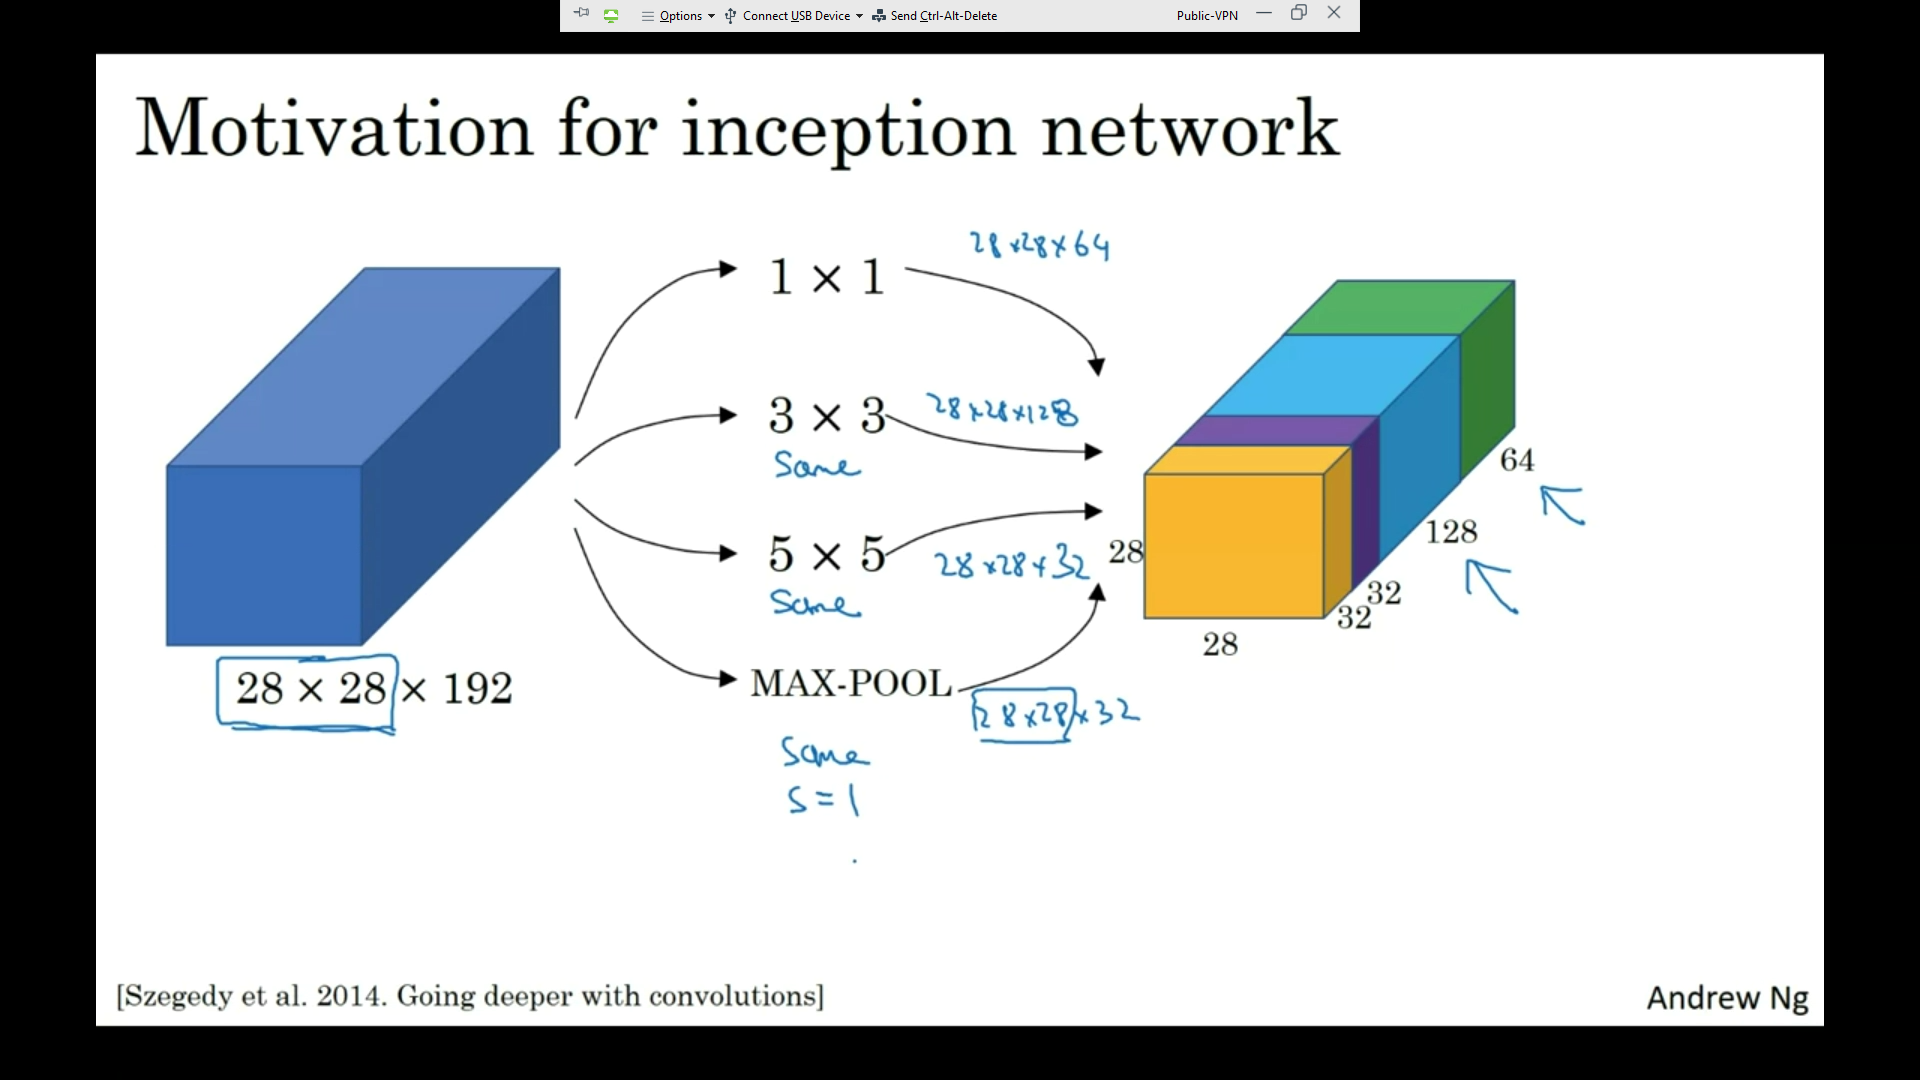 Options Connect USB Device Send Ctrl-Alt-Delete Public-VPN
Motivation for inception network
28×28×64
1 × 1
3 × 3
28×28×128
Same
5 × 5
28×28×32
Same
MAX-POOL
28×28×32
Same
s = 1
28 × 28 × 192
64
128
32
32
28
28
[Szegedy et al. 2014. Going deeper with convolutions]
Andrew Ng